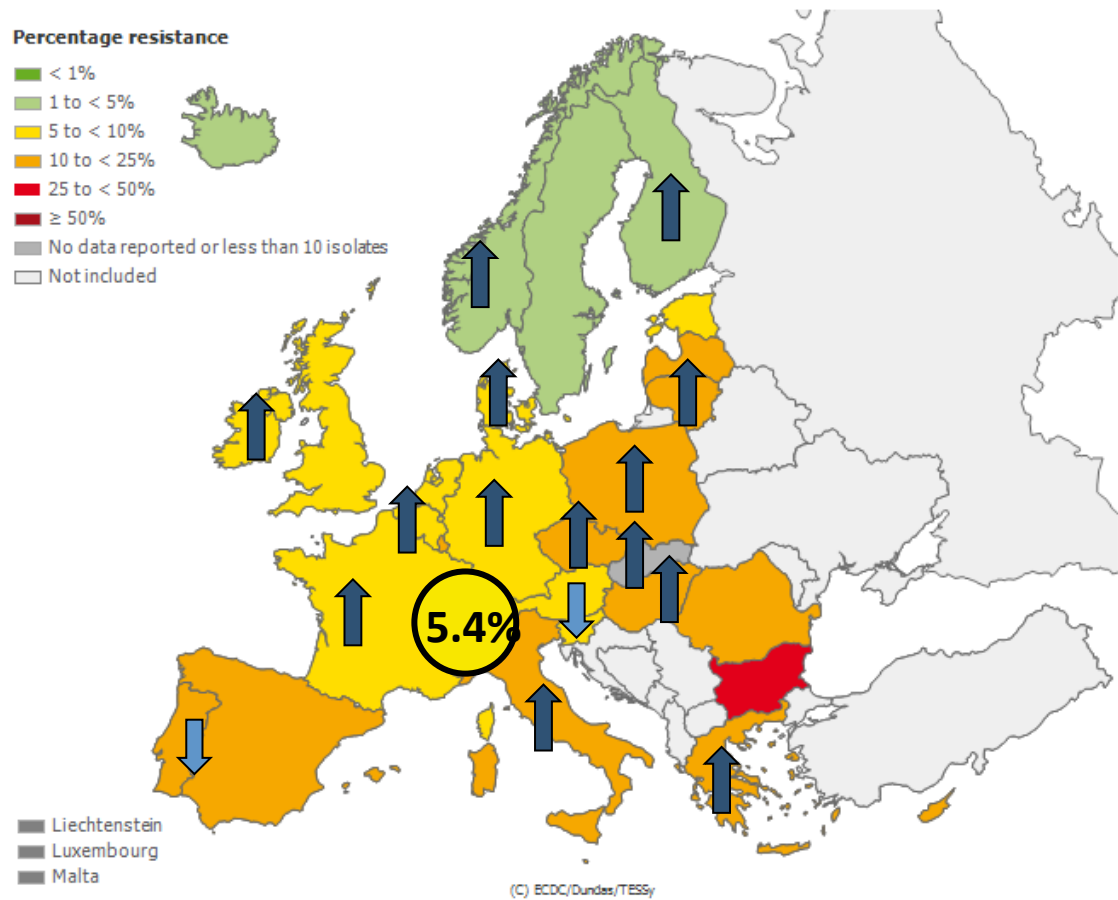 Percentage resistance
< 1%
1 to < 5%
5 to < 10%
10 to < 25%
25 to < 50%
≥ 50%
No data reported or less than 10 isolates
Not included
5.4%
Liechtenstein
Luxembourg
Malta
(C) ECDC/Dundas/TESSy